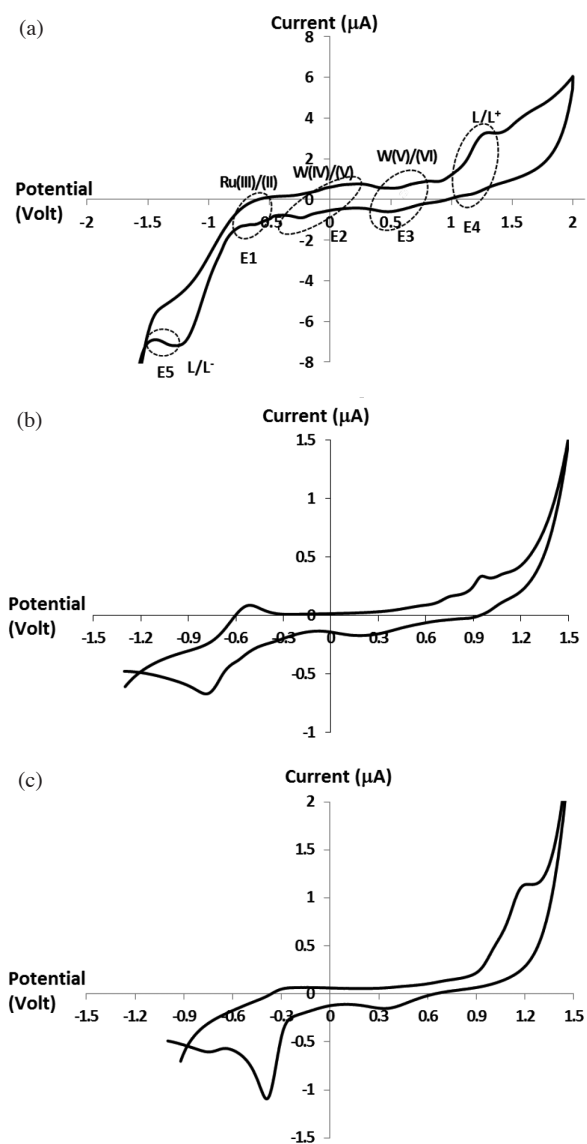 (a)
Current (μA)
8
6
4
2
0
-2
-4
-6
-8
Potential
(Volt)
-2
-1.5
-1
0.5
0
0.5
1
1.5
2
Ru(III)/(II)
W(IV)/(V)
W(V)/(VI)
L/L+
E1
E2
E3
E4
E5
L/L-
(b)
Current (μA)
1.5
1
0.5
0
-0.5
-1
Potential
(Volt)
-1.5
-1.2
-0.9
-0.6
-0.3
0
0.3
0.6
0.9
1.2
1.5
(c)
Current (μA)
2
1.5
1
0.5
0
-0.5
-1
-1.5
Potential
(Volt)
-1.5
-1.2
-0.9
-0.6
-0.3
0
0.3
0.6
0.9
1.2
1.5